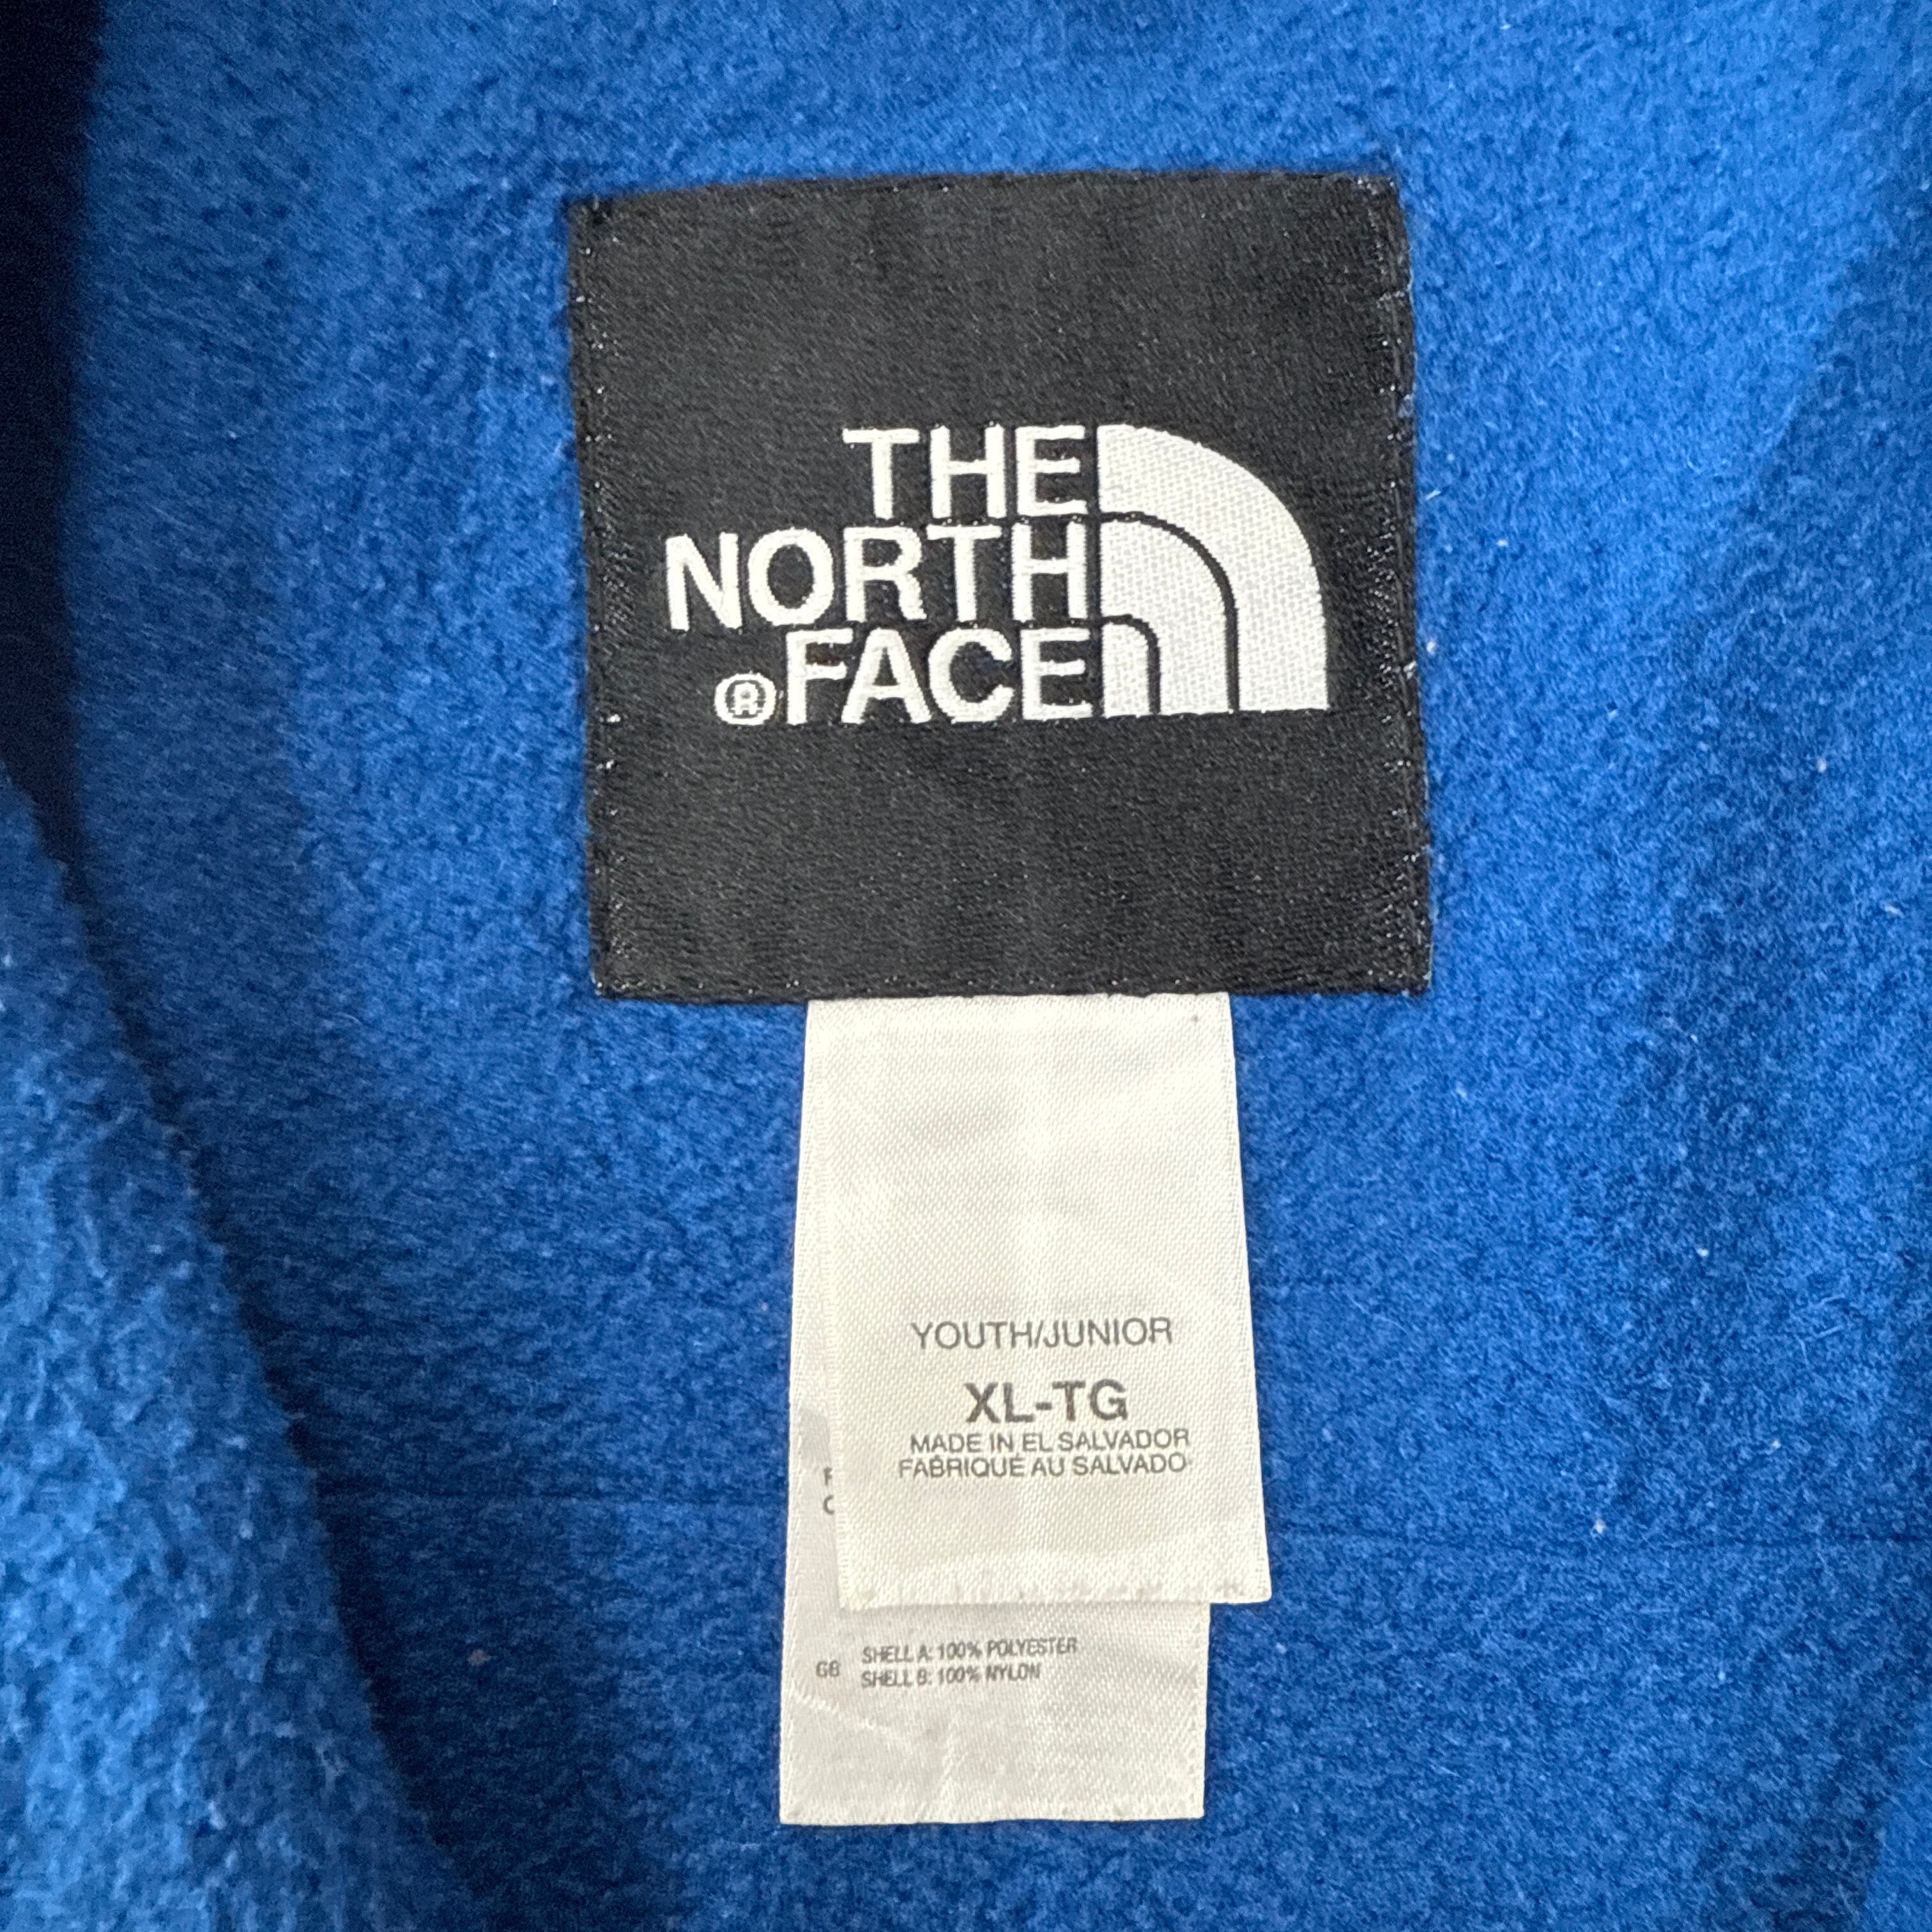 THE
NORTH
®FACE
YOUTH/JUNIOR
XL-TG
MADE IN EL SALVADOR
FABRIQUÉ AU SALVADO
GB SHELL A: 100% POLYESTER
SHELL B: 100% NYLON